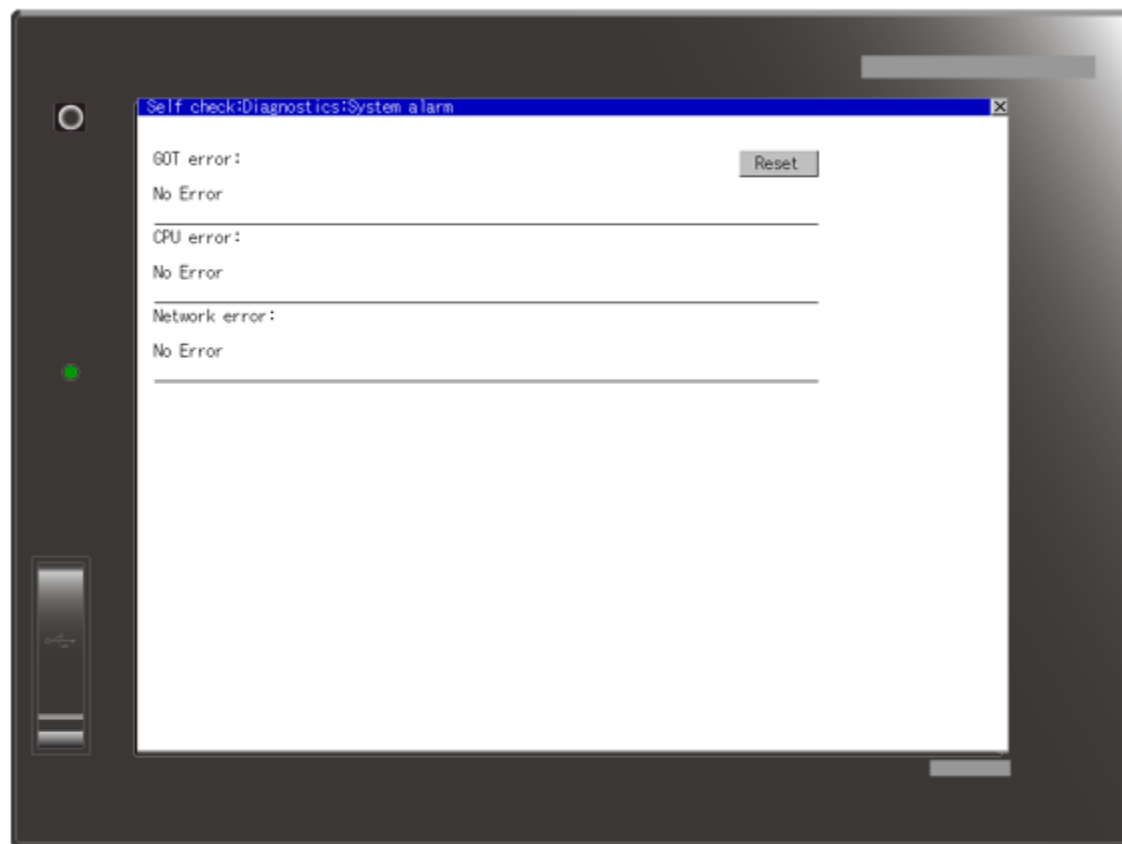 Self check:Diagnostics:System alarm
GOT error:
Reset
No Error
CPU error:
No Error
Network error:
No Error